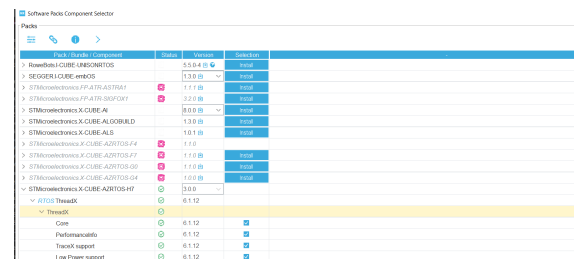 Software Packs Component Selector
Packs
Pack / Bundle / Component Status Version Selection
RoweBots.I-CUBE-UNISONRTOS 5.5.0-4 Install
SEGGER.I-CUBE-embOS 1.3.0 Install
STMicroelectronics.FP-ATR-ASTRA1 1.1.1 Install
STMicroelectronics.FP-ATR-SIGFOX1 3.2.0 Install
STMicroelectronics.X-CUBE-AI 8.0.0 Install
STMicroelectronics.X-CUBE-ALGOBUILD 1.3.0 Install
STMicroelectronics.X-CUBE-ALS 1.0.1 Install
STMicroelectronics.X-CUBE-AZRTOS-F4 1.1.0
STMicroelectronics.X-CUBE-AZRTOS-F7 1.1.0 Install
STMicroelectronics.X-CUBE-AZRTOS-G0 1.1.0 Install
STMicroelectronics.X-CUBE-AZRTOS-G4 1.0.0 Install
STMicroelectronics.X-CUBE-AZRTOS-H7 3.0.0
RTOS ThreadX 6.1.12
ThreadX
Core 6.1.12
PerformanceInfo 6.1.12
TraceX support 6.1.12
Low Power support 6.1.12